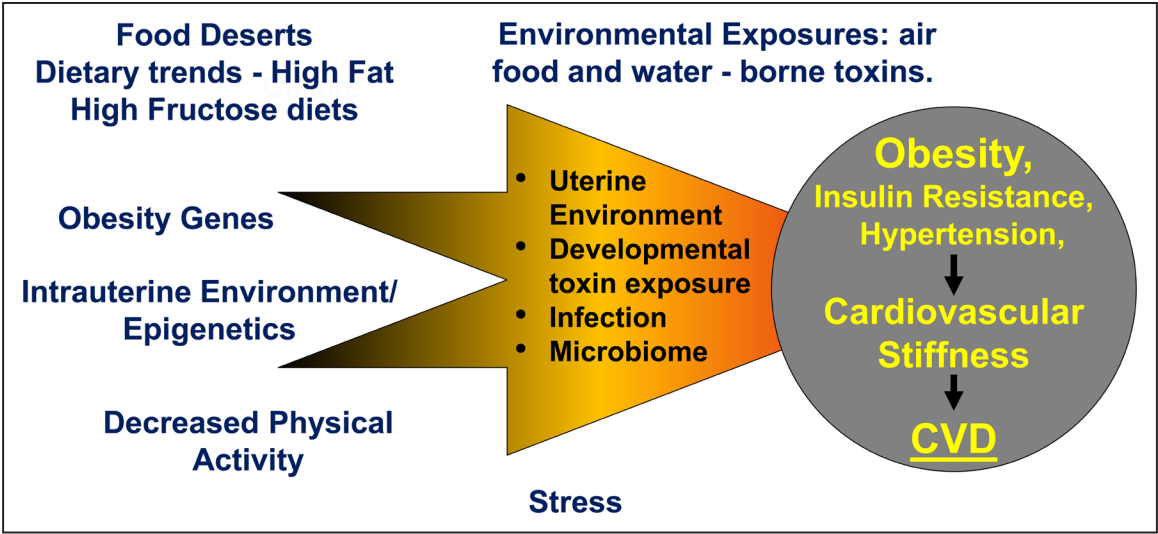 Food Deserts
Dietary trends - High Fat
High Fructose diets
Environmental Exposures: air
food and water - borne toxins.
Obesity Genes
Intrauterine Environment/
Epigenetics
Decreased Physical
Activity
Stress
• Uterine
Environment
• Developmental
toxin exposure
• Infection
• Microbiome
Obesity,
Insulin Resistance,
Hypertension,
Cardiovascular
Stiffness
CVD